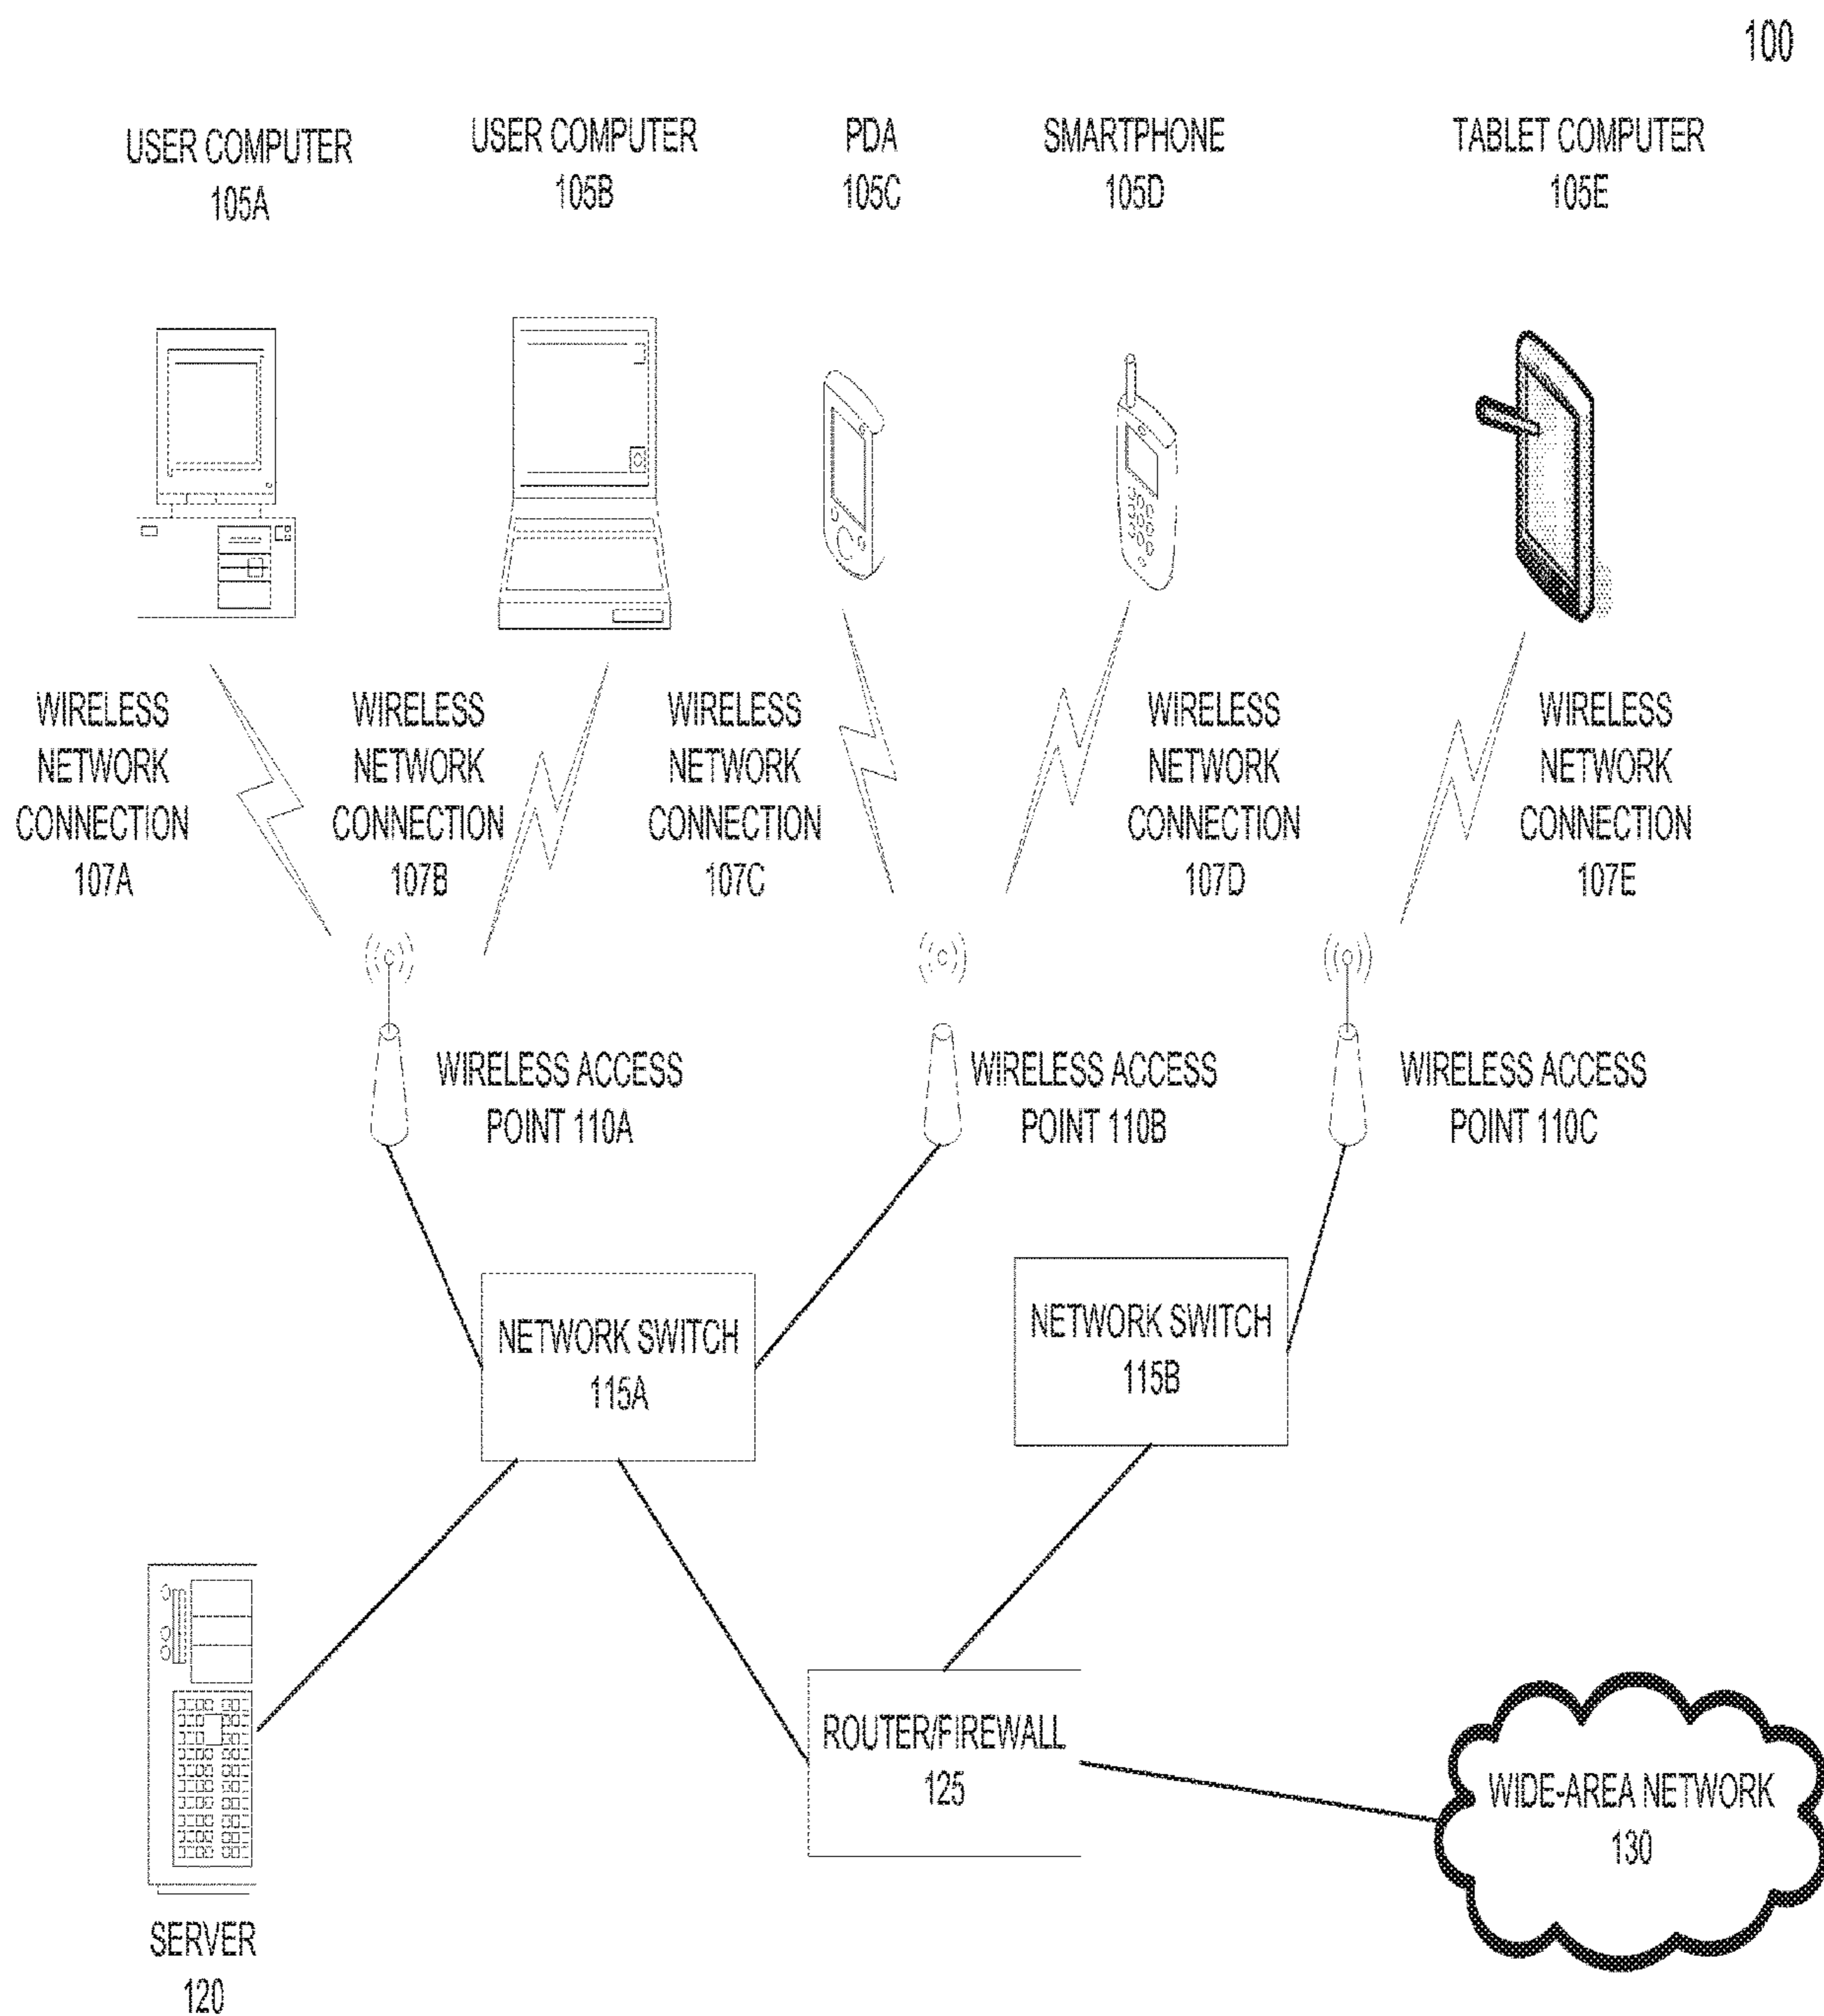 100
USER COMPUTER
105A
USER COMPUTER
105B
PDA
105C
SMARTPHONE
105D
TABLET COMPUTER
105E
WIRELESS
NETWORK
CONNECTION
107A
WIRELESS
NETWORK
CONNECTION
107B
WIRELESS
NETWORK
CONNECTION
107C
WIRELESS
NETWORK
CONNECTION
107D
WIRELESS
NETWORK
CONNECTION
107E
WIRELESS ACCESS
POINT 110A
WIRELESS ACCESS
POINT 110B
WIRELESS ACCESS
POINT 110C
NETWORK SWITCH
115A
NETWORK SWITCH
115B
ROUTER/FIREWALL
125
WIDE-AREA NETWORK
130
SERVER
120